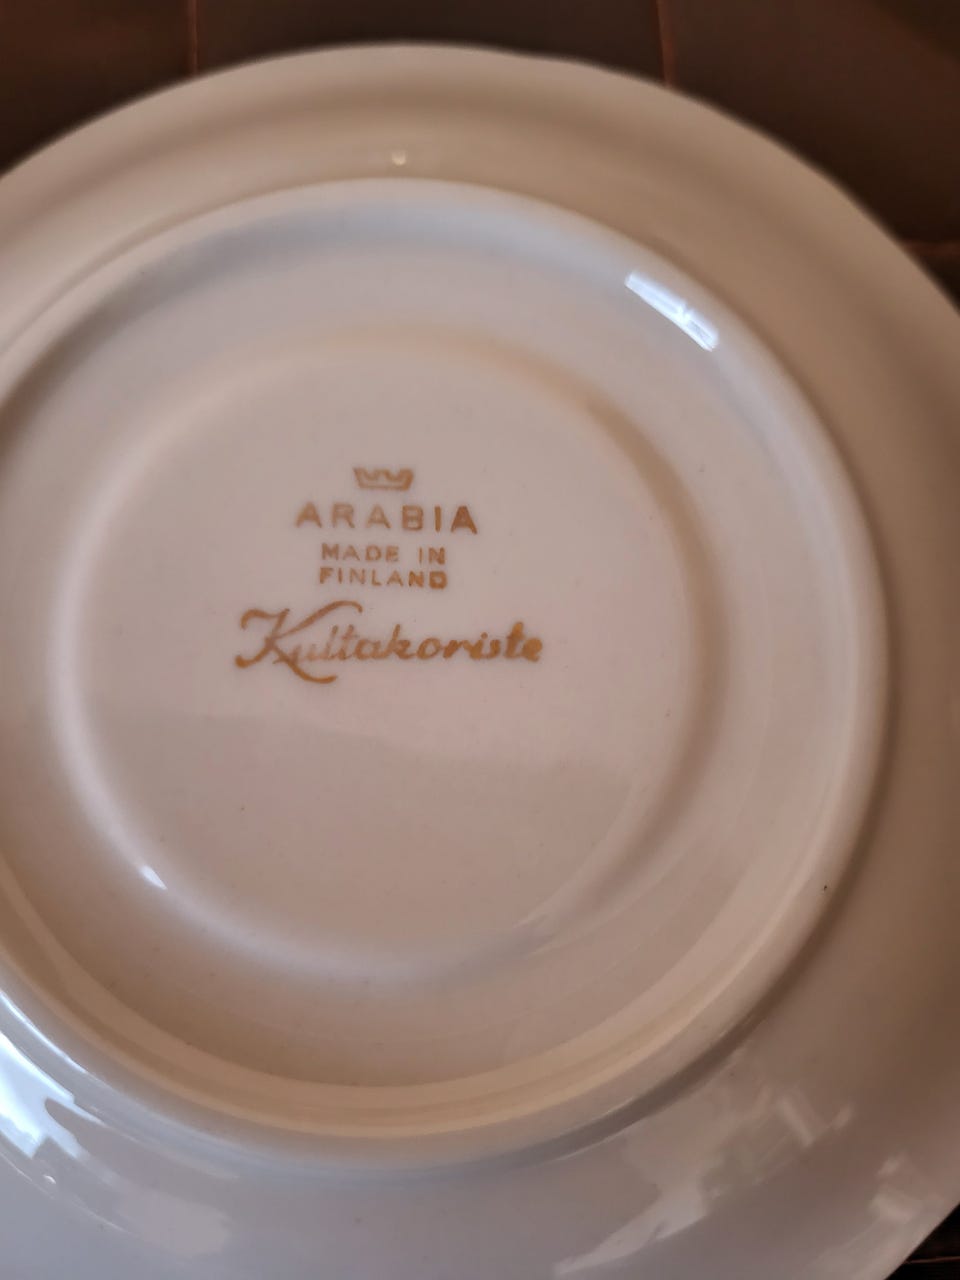 ARABIA
MADE IN
FINLAND
Kultakoriste